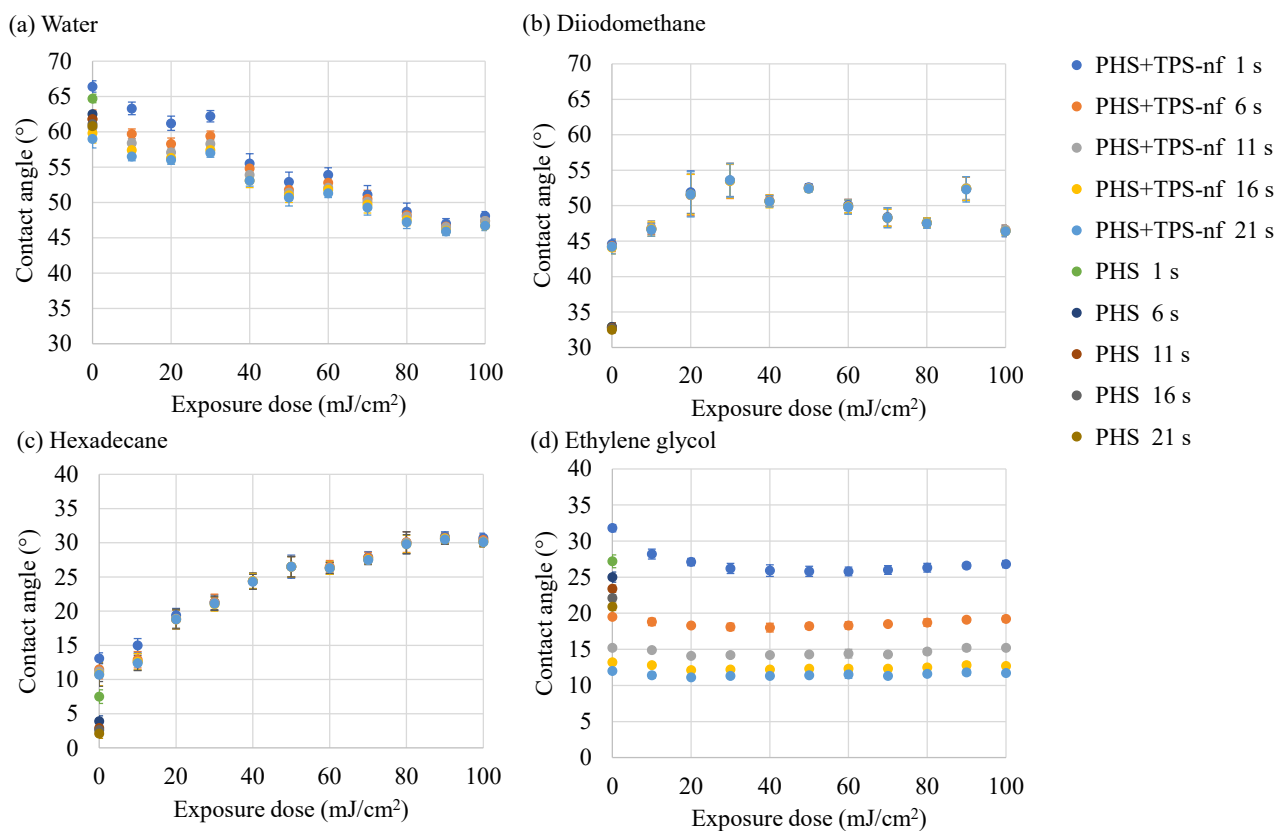 (a) Water
70
65
60
55
50
45
40
35
30
Contact angle (°)
0 20 40 60 80 100
Exposure dose (mJ/cm²)
(b) Diiodomethane
70
65
60
55
50
45
40
35
30
Contact angle (°)
0 20 40 60 80 100
Exposure dose (mJ/cm²)
PHS+TPS-nf 1 s
PHS+TPS-nf 6 s
PHS+TPS-nf 11 s
PHS+TPS-nf 16 s
PHS+TPS-nf 21 s
PHS 1 s
PHS 6 s
PHS 11 s
PHS 16 s
PHS 21 s
(c) Hexadecane
40
35
30
25
20
15
10
5
0
Contact angle (°)
0 20 40 60 80 100
Exposure dose (mJ/cm²)
(d) Ethylene glycol
40
35
30
25
20
15
10
5
0
Contact angle (°)
0 20 40 60 80 100
Exposure dose (mJ/cm²)